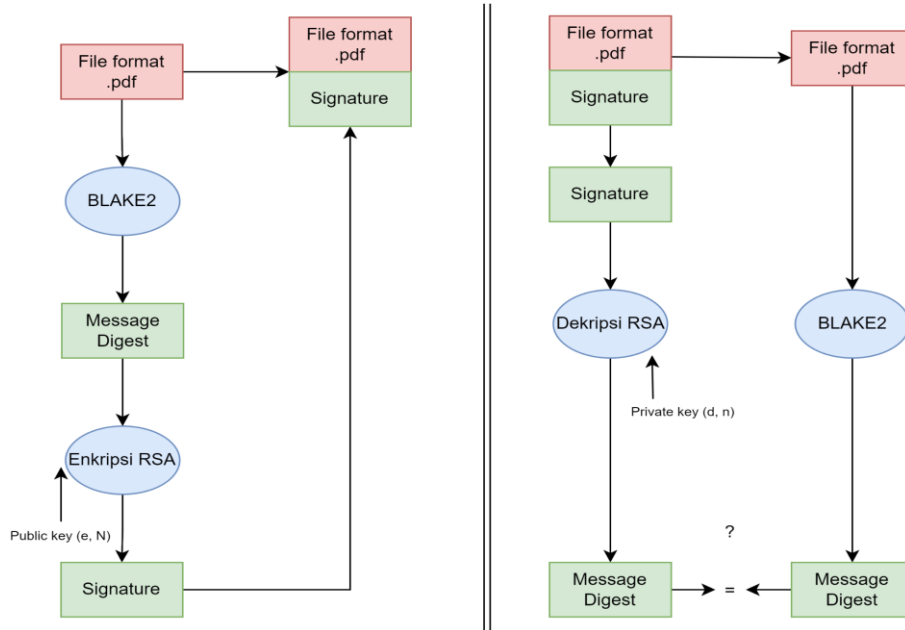 File format
.pdf
File format
.pdf
Signature
BLAKE2
Message
Digest
Enkripsi RSA
Public key (e, N)
Signature
File format
.pdf
Signature
File format
.pdf
Signature
Dekripsi RSA
BLAKE2
Private key (d, n)
?
Message
Digest
=
Message
Digest